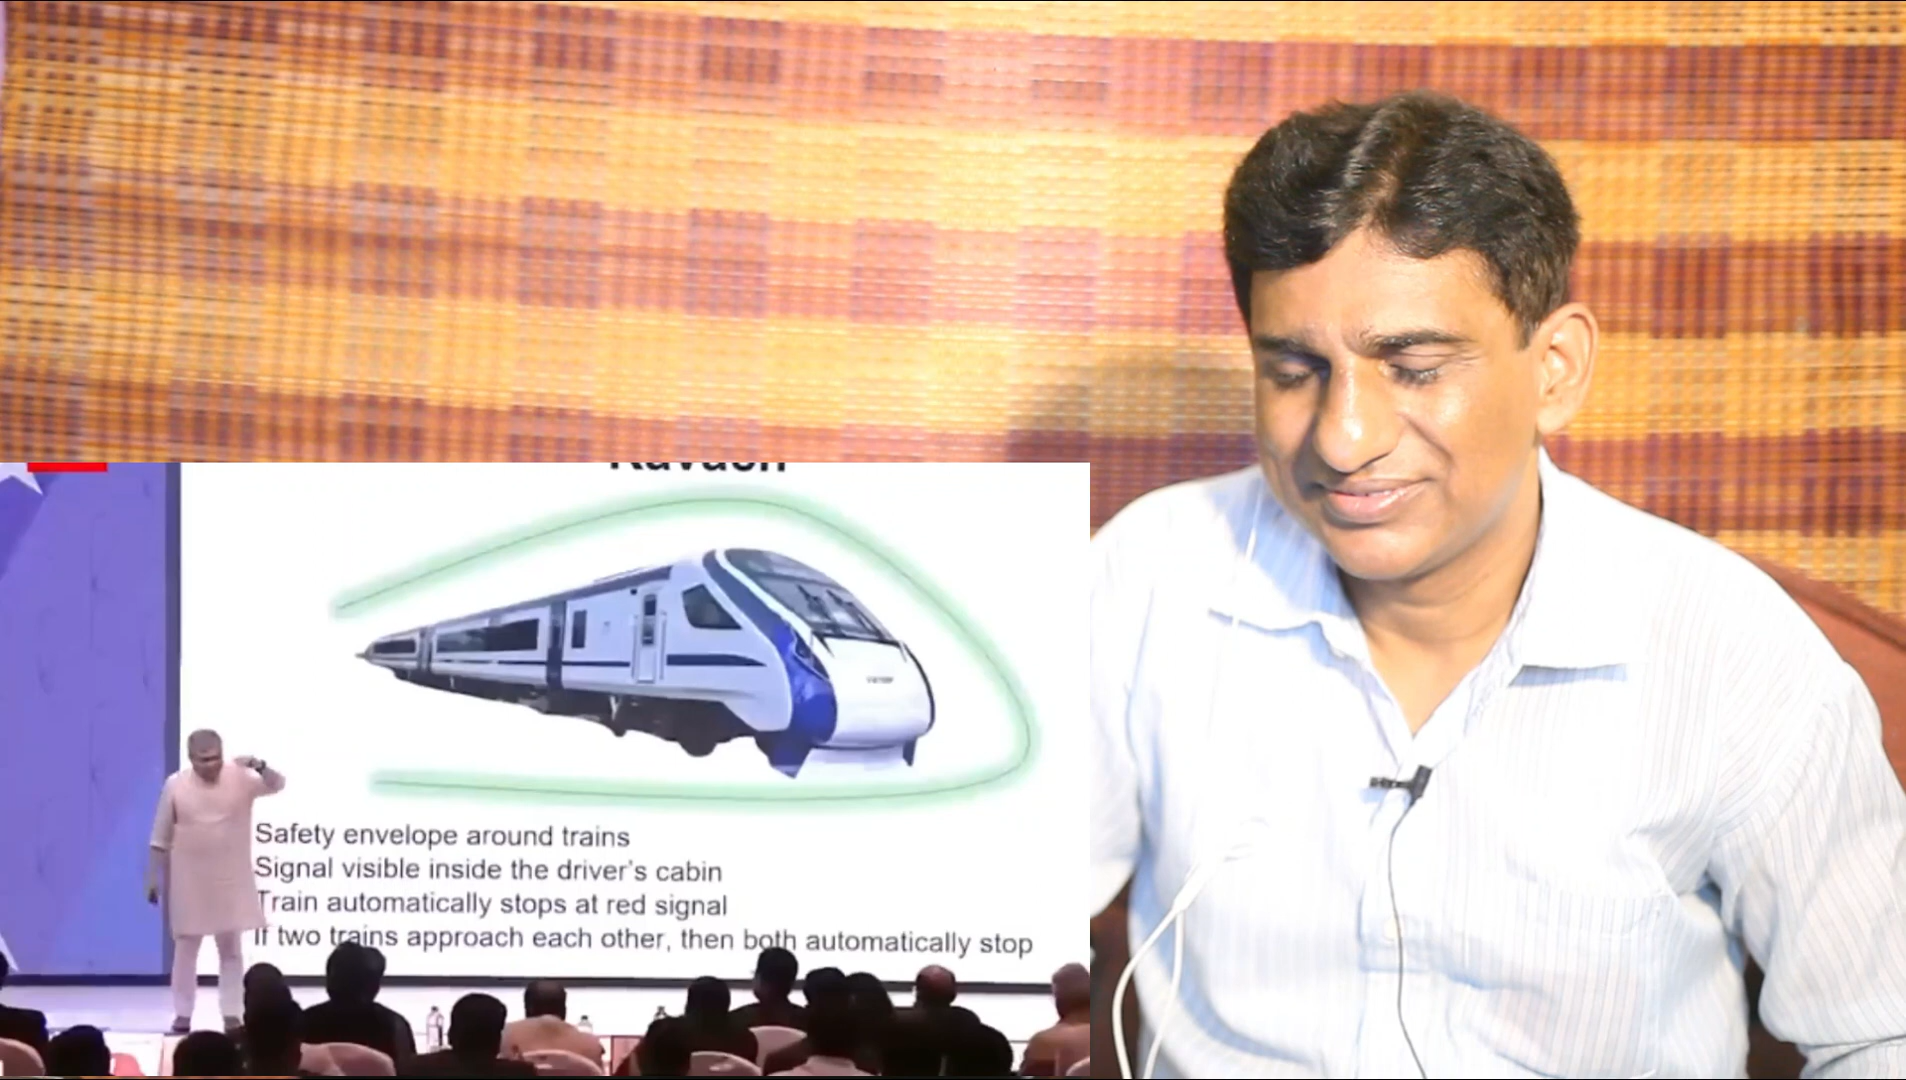 Kavach
Safety envelope around trains
Signal visible inside the driver's cabin
Train automatically stops at red signal
If two trains approach each other, then both automatically stop